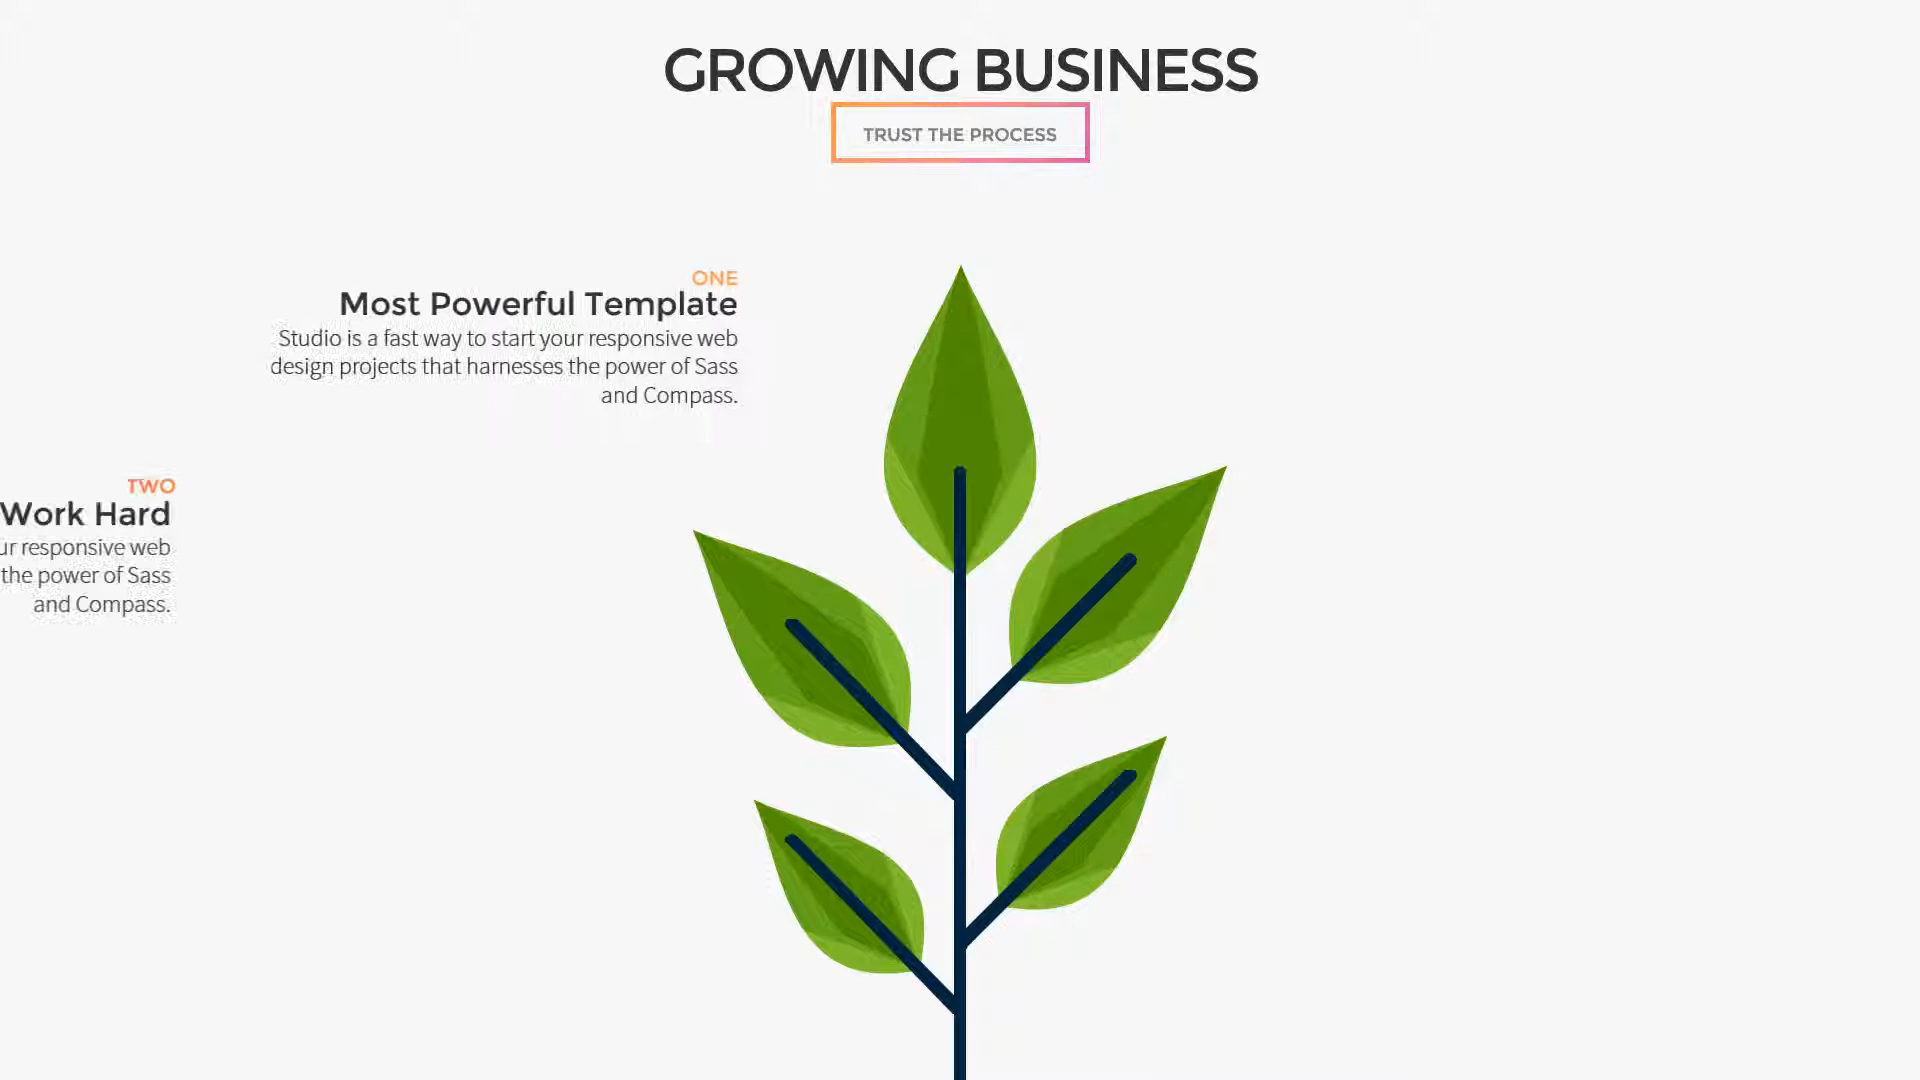 GROWING BUSINESS
TRUST THE PROCESS
ONE
Most Powerful Template
Studio is a fast way to start your responsive web
design projects that harnesses the power of Sass
and Compass.
TWO
Work Hard
responsive web
the power of Sass
and Compass.